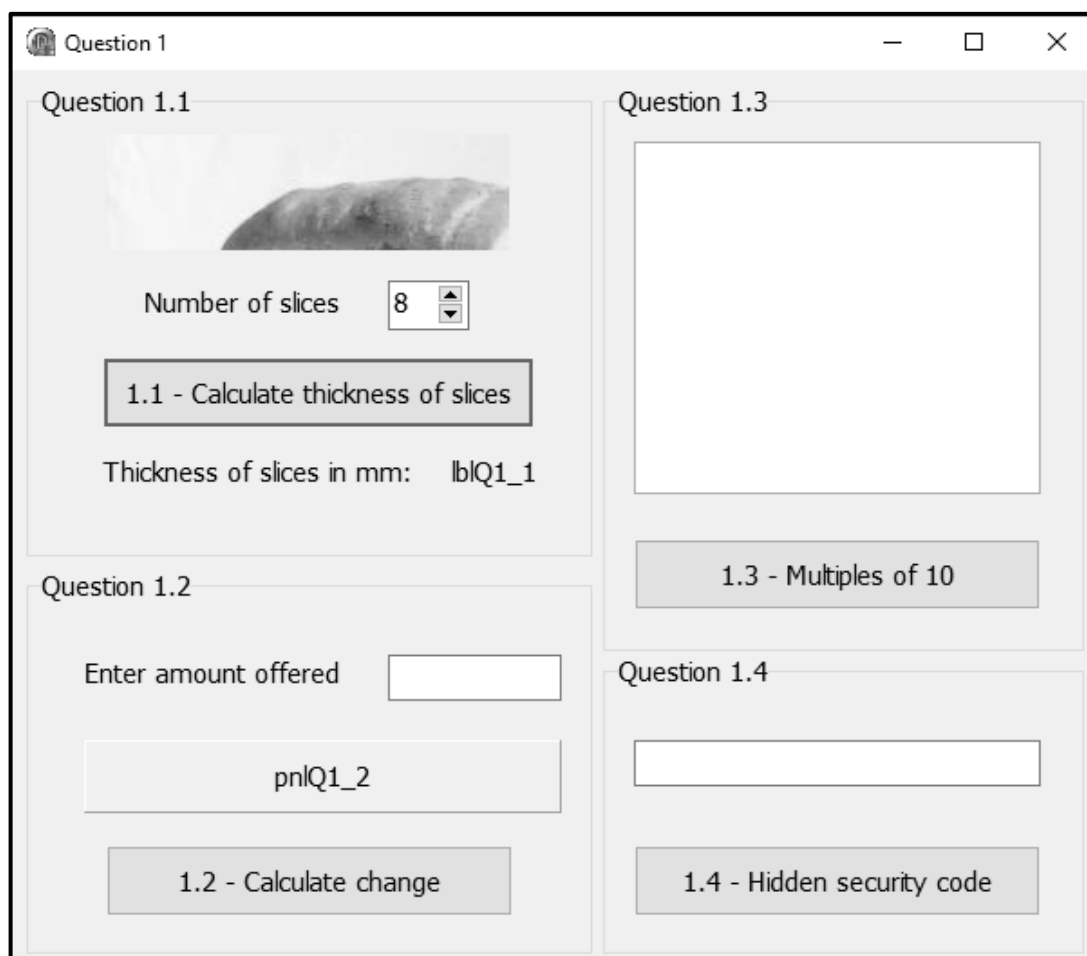 Question 1
Question 1.1
Number of slices 8
1.1 - Calculate thickness of slices
Thickness of slices in mm: lblQ1_1
Question 1.2
Enter amount offered
pnlQ1_2
1.2 - Calculate change
Question 1.3
1.3 - Multiples of 10
Question 1.4
1.4 - Hidden security code